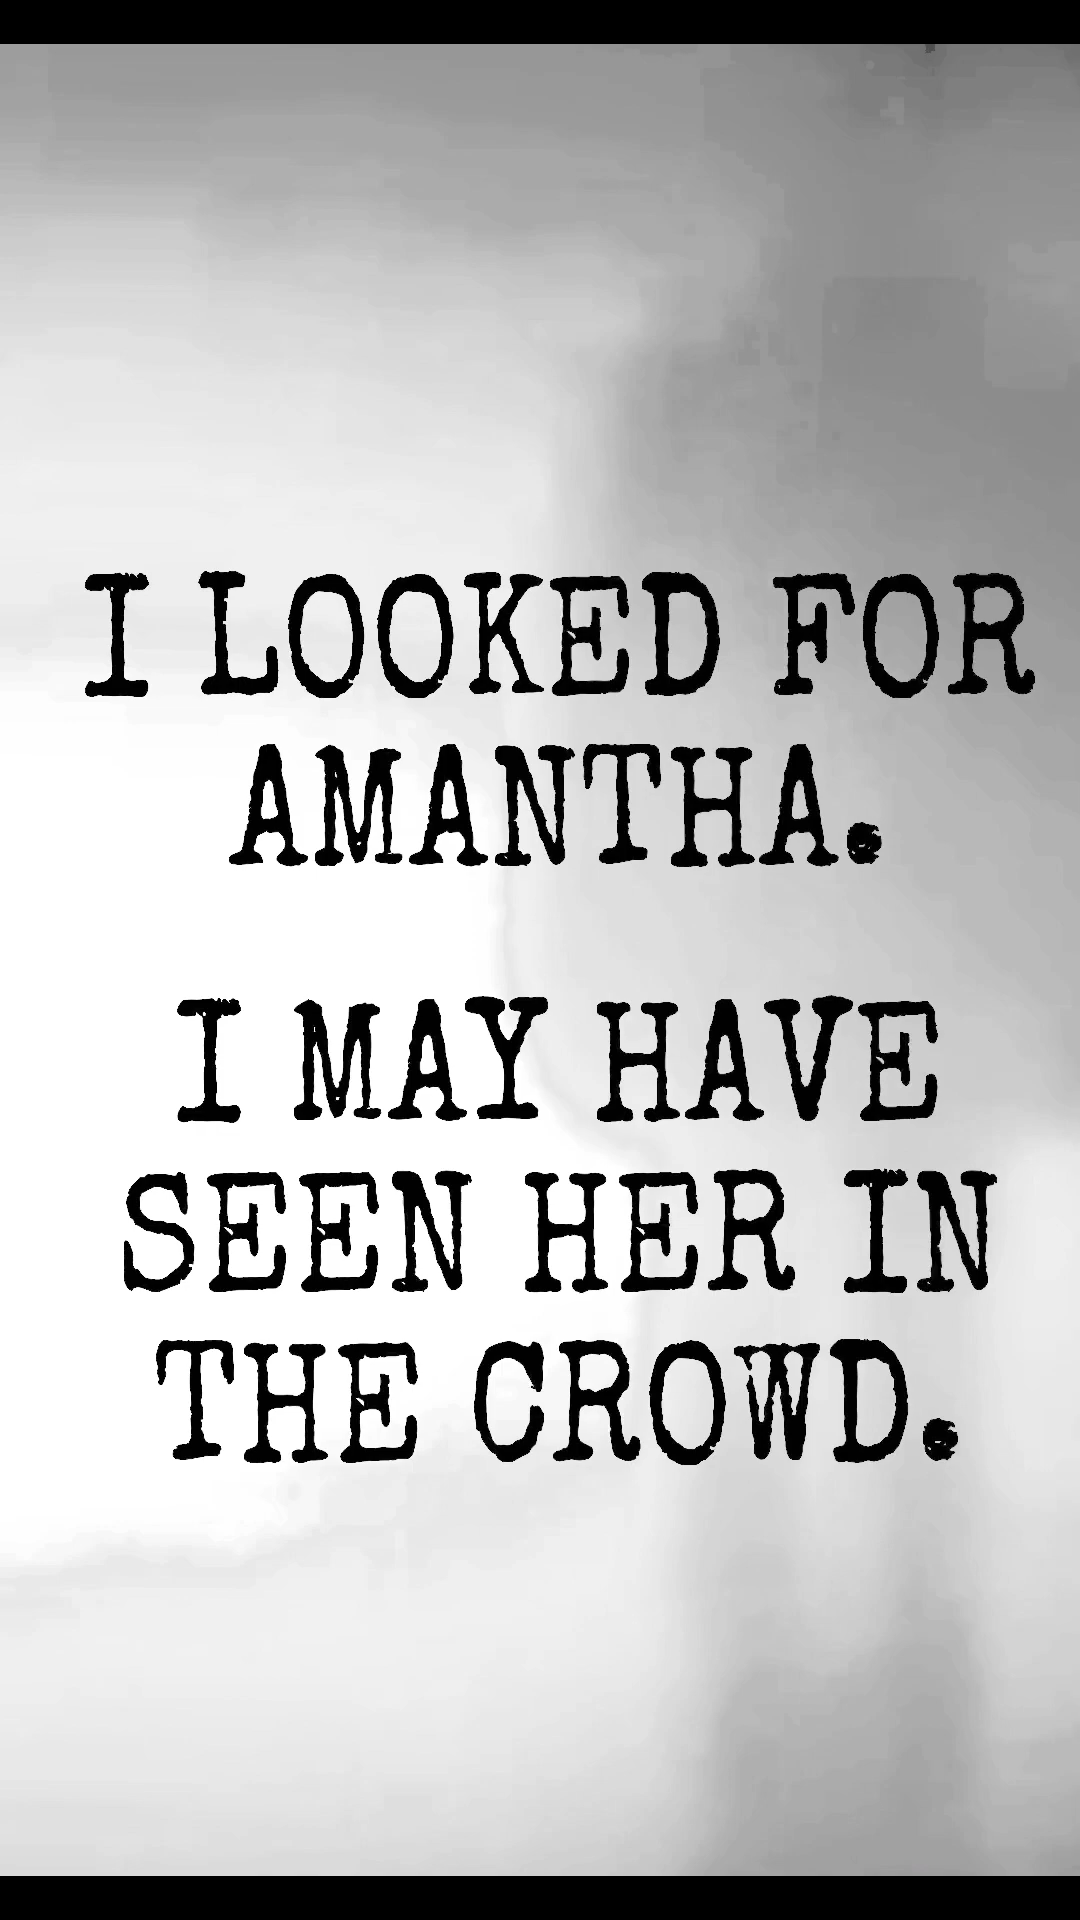 I LOOKED FOR
AMANTHA.
I MAY HAVE
SEEN HER IN
THE CROWD.